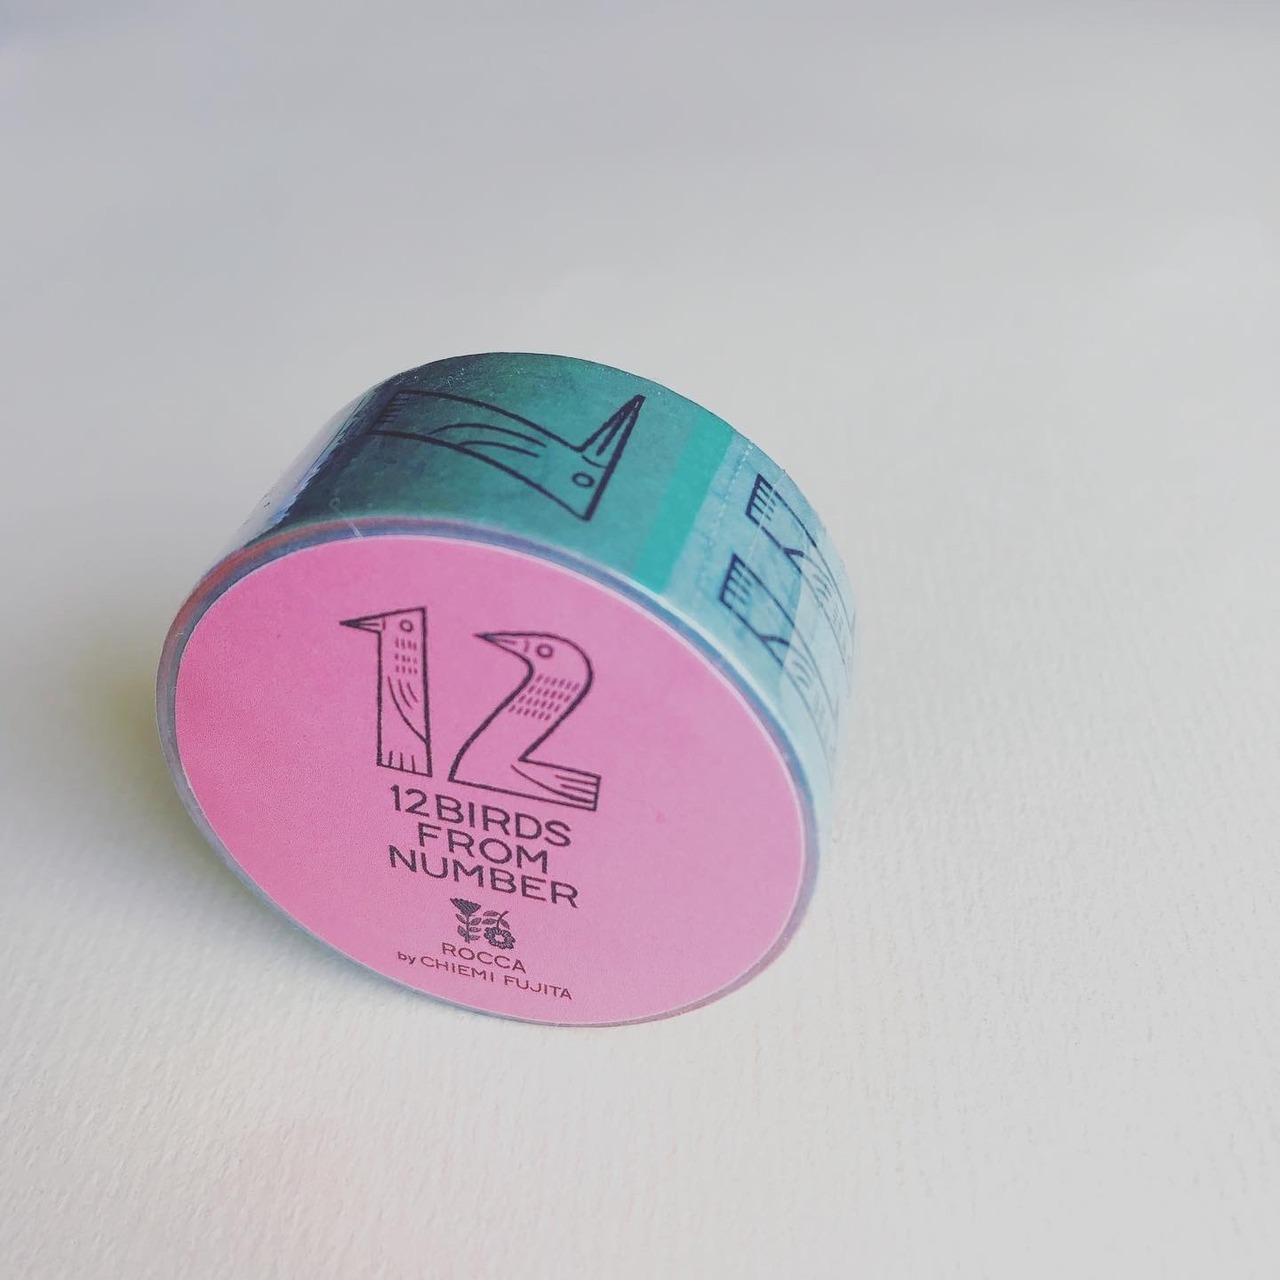 12
12 BIRDS
FROM
NUMBER
ROCCA
by CHIEMI FUJITA